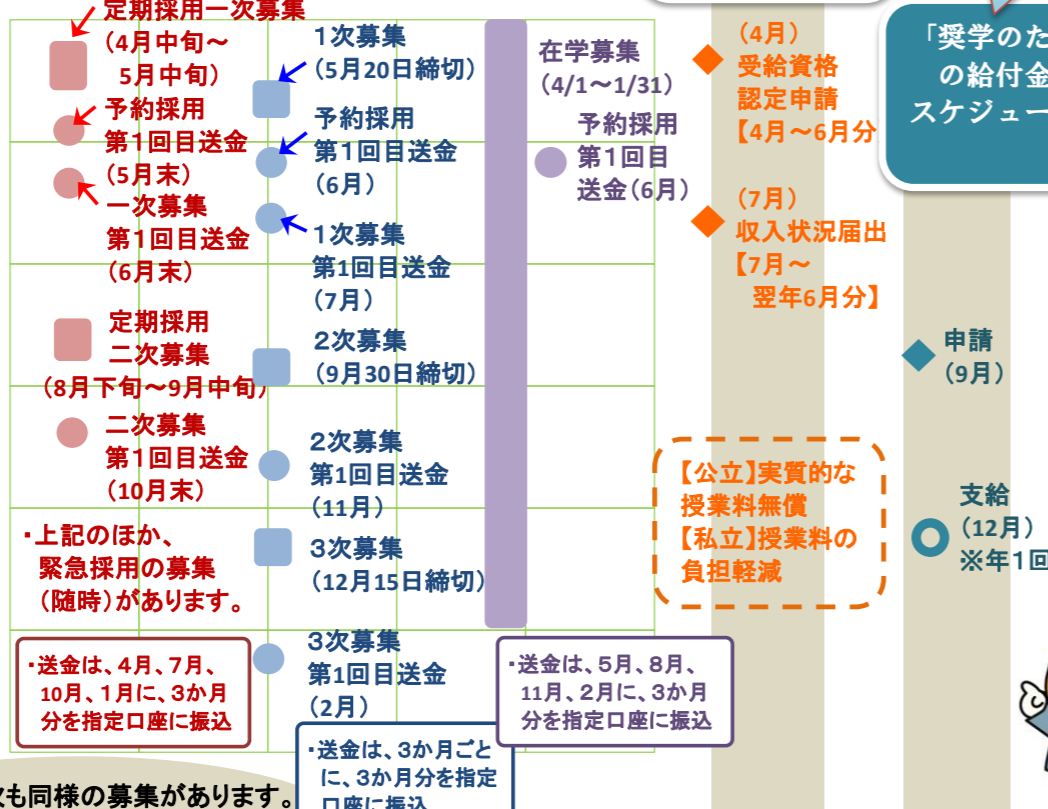 定期採用一次募集
(4月中旬～
5月中旬)
予約採用
第1回目送金
(5月末)
一次募集
第1回目送金
(6月末)
定期採用
二次募集
(8月下旬～9月中旬)
二次募集
第1回目送金
(10月末)
・上記のほか、
緊急採用の募集
(随時)があります。
・送金は、4月、7月、
10月、1月に、3か月
分を指定口座に振込
1次募集
(5月20日締切)
予約採用
第1回目送金
(6月)
1次募集
第1回目送金
(7月)
2次募集
(9月30日締切)
2次募集
第1回目送金
(11月)
3次募集
(12月15日締切)
3次募集
第1回目送金
(2月)
・送金は、3か月ごと
に、3か月分を指定
口座に振込
在学募集
(4/1～1/31)
予約採用
第1回目
送金(6月)
・送金は、5月、8月、
11月、2月に、3か月
分を指定口座に振込
(4月)
受給資格
認定申請
【4月～6月分
(7月)
収入状況届出
【7月～
翌年6月分】
【公立】実質的な
授業料無償
【私立】授業料の
負担軽減
「奨学のた
の給付金
スケジュー
申請
(9月)
支給
(12月)
※年1回
も同様の募集があります。